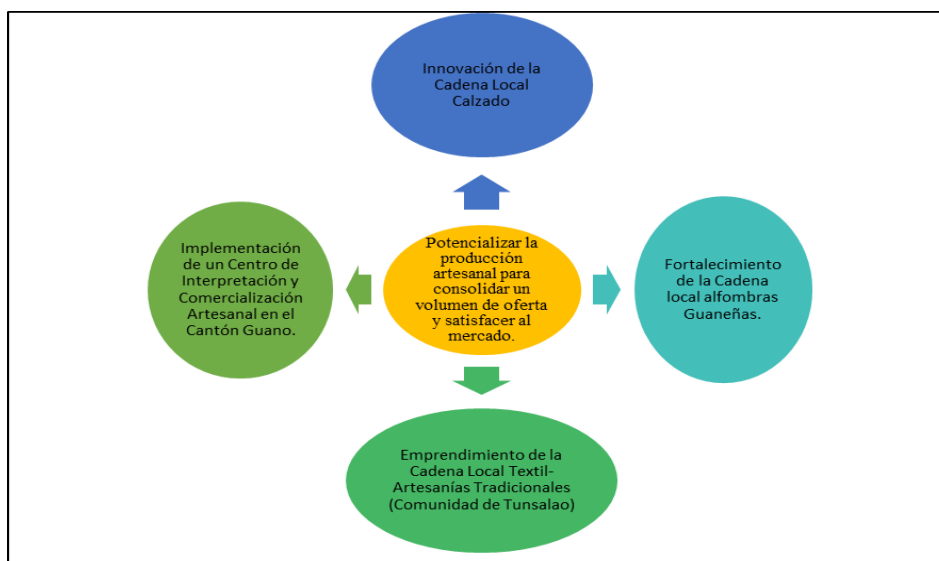 Innovación de la
Cadena Local
Calzado
Implementación
de un Centro de
Interpretación y
Comercialización
Artesanal en el
Cantón Guano.
Potencializar la
producción
artesanal para
consolidar un
volumen de oferta
y satisfacer al
mercado.
Fortalecimiento
de la Cadena
local alfombras
Guaneñas.
Emprendimiento de la
Cadena Local Textil-
Artesanías Tradicionales
(Comunidad de Tunsalao)